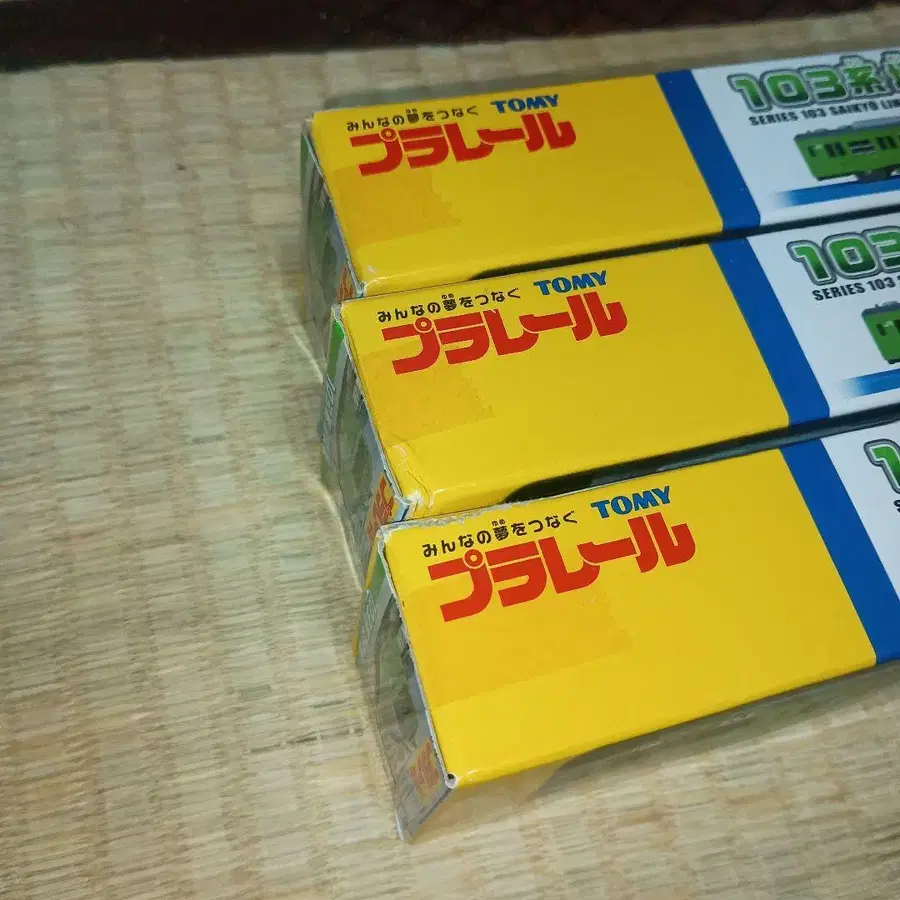 TOMY
みんなの夢をつなぐ
プラレール
103系
SERIES 103 SAIKYO LIN
TOMY
みんなの夢をつなぐ
プラレール
103
SERIES 103
TOMY
みんなの夢をつなぐ
プラレール